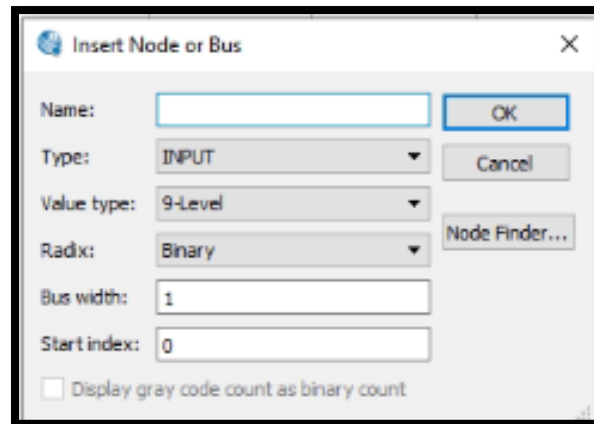 Insert Node or Bus
Name:
OK
Type: INPUT
Cancel
Value type: 9-Level
Node Finder...
Radix: Binary
Bus width: 1
Start index: 0
Display gray code count as binary count